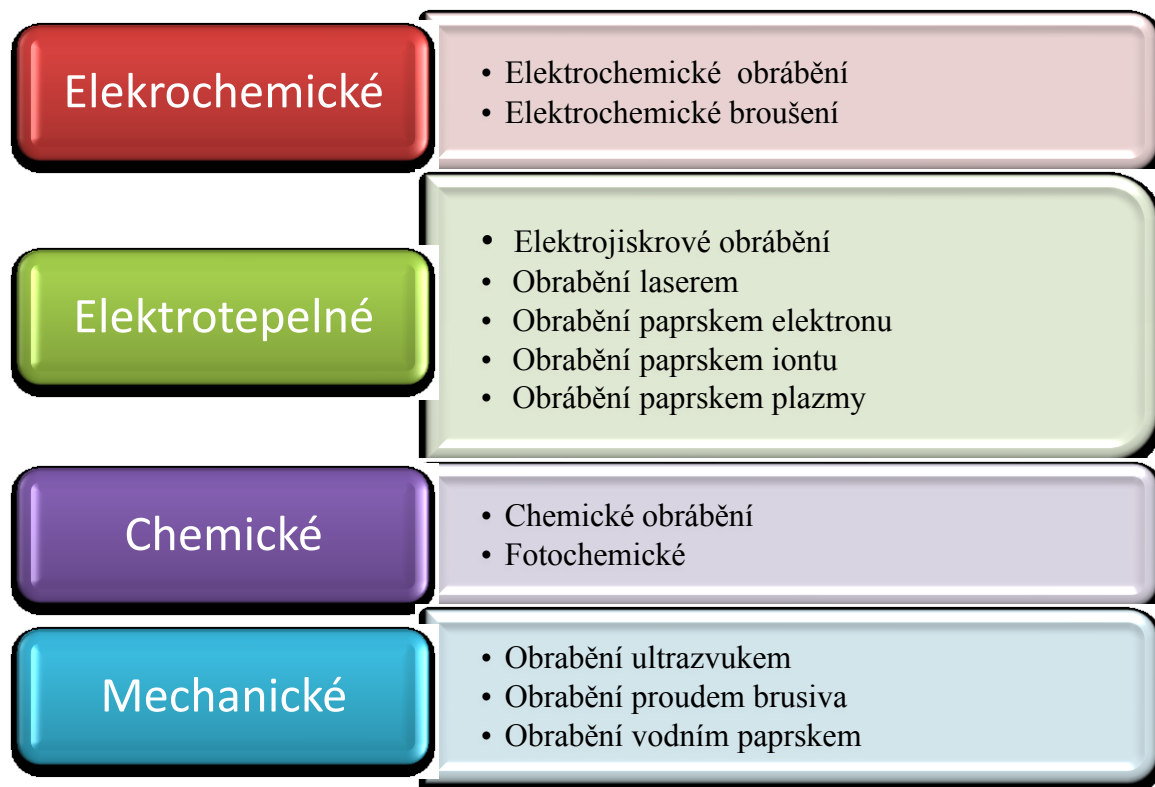 Elekrochemické
• Elektrochemické obrábění
• Elektrochemické broušení
Elektrotepelné
• Elektrojiskrové obrábění
• Obrabění laserem
• Obrabění paprskem elektronu
• Obrabění paprskem iontu
• Obrábění paprskem plazmy
Chemické
• Chemické obrábění
• Fotochemické
Mechanické
• Obrabění ultrazvukem
• Obrabění proudem brusiva
• Obrabění vodním paprskem